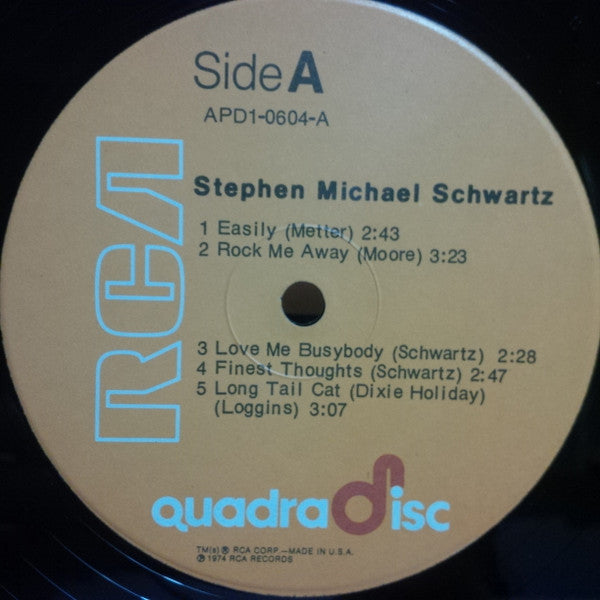 Side A
APD1-0604-A
RCA
Stephen Michael Schwartz
1 Easily (Metter) 2:43
2 Rock Me Away (Moore) 3:23
3 Love Me Busybody (Schwartz) 2:28
4 Finest Thoughts (Schwartz) 2:47
5 Long Tail Cat (Dixie Holiday)
(Loggins) 3:07
quadradisc
TM(s) ® RCA CORP.—MADE IN U.S.A.
℗ 1974 RCA RECORDS